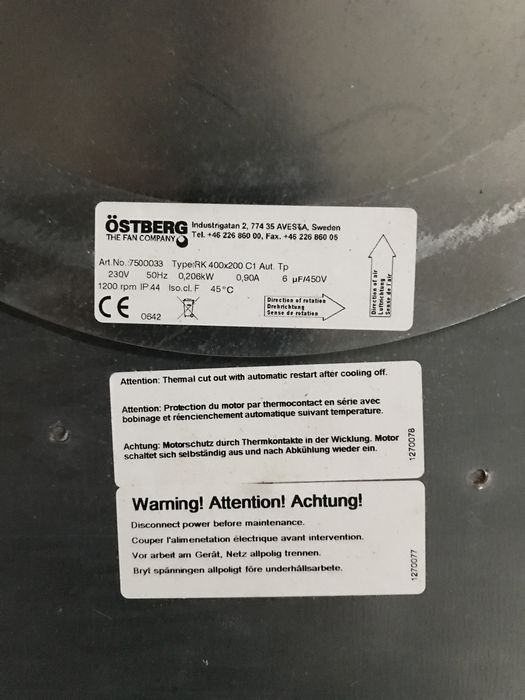 ÖSTBERG
THE FAN COMPANY
Industrigatan 2, 774 35 AVESTA, Sweden
Tel. +46 226 860 00, Fax. +46 226 860 05
Art.No.:7500033 Type:RK 400x200 C1 Aut. Tp
230V 50Hz 0,206kW 0,90A 6 µF/450V
1200 rpm IP.44 Iso.cl. F 45°C
CE 0642
Direction of rotation
Drehrichtung
Sense de rotation
Direction of air
Luftrichtung
Sense de l'air
Attention: Thermal cut out with automatic restart after cooling off.
Attention: Protection du motor par thermocontact en série avec
bobinage et réencienchement automatique suivant temperature.
Achtung: Motorschutz durch Thermkontakte in der Wicklung. Motor
schaltet sich selbständig aus und nach Abkühlung wieder ein.
1270078
Warning! Attention! Achtung!
Disconnect power before maintenance.
Couper l'alimenetation électrique avant intervention.
Vor arbeit am Gerät, Netz allpolig trennen.
Bryt spänningen allpoligt före underhållsarbete.
1270077